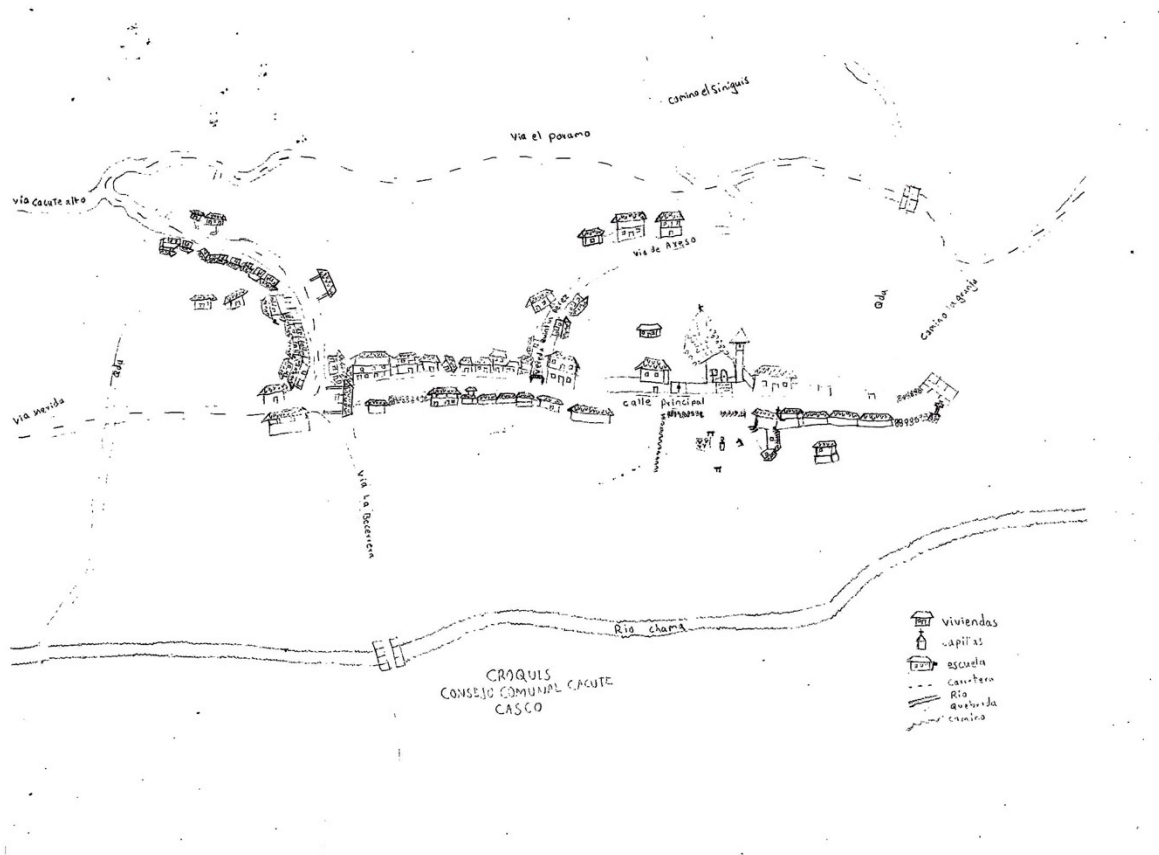 camino el siniguis
Via el paramo
via cacute alto
via de Axeso
Qda
camino la granja
Qda
via merida
calle principal
via La Becerrera
Rio chama
CROQUIS
CONSEJO COMUNAL CACUTE
CASCO
viviendas
capillas
escuela
Carretera
Rio
Quebrada
camino